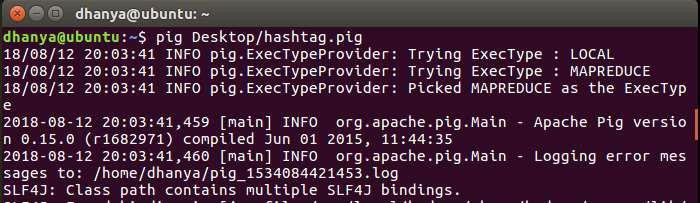 dhanya@ubuntu: ~
dhanya@ubuntu:~$ pig Desktop/hashtag.pig
18/08/12 20:03:41 INFO pig.ExecTypeProvider: Trying ExecType : LOCAL
18/08/12 20:03:41 INFO pig.ExecTypeProvider: Trying ExecType : MAPREDUCE
18/08/12 20:03:41 INFO pig.ExecTypeProvider: Picked MAPREDUCE as the ExecTyp
e
2018-08-12 20:03:41,459 [main] INFO  org.apache.pig.Main - Apache Pig versio
n 0.15.0 (r1682971) compiled Jun 01 2015, 11:44:35
2018-08-12 20:03:41,460 [main] INFO  org.apache.pig.Main - Logging error mes
sages to: /home/dhanya/pig_1534084421453.log
SLF4J: Class path contains multiple SLF4J bindings.